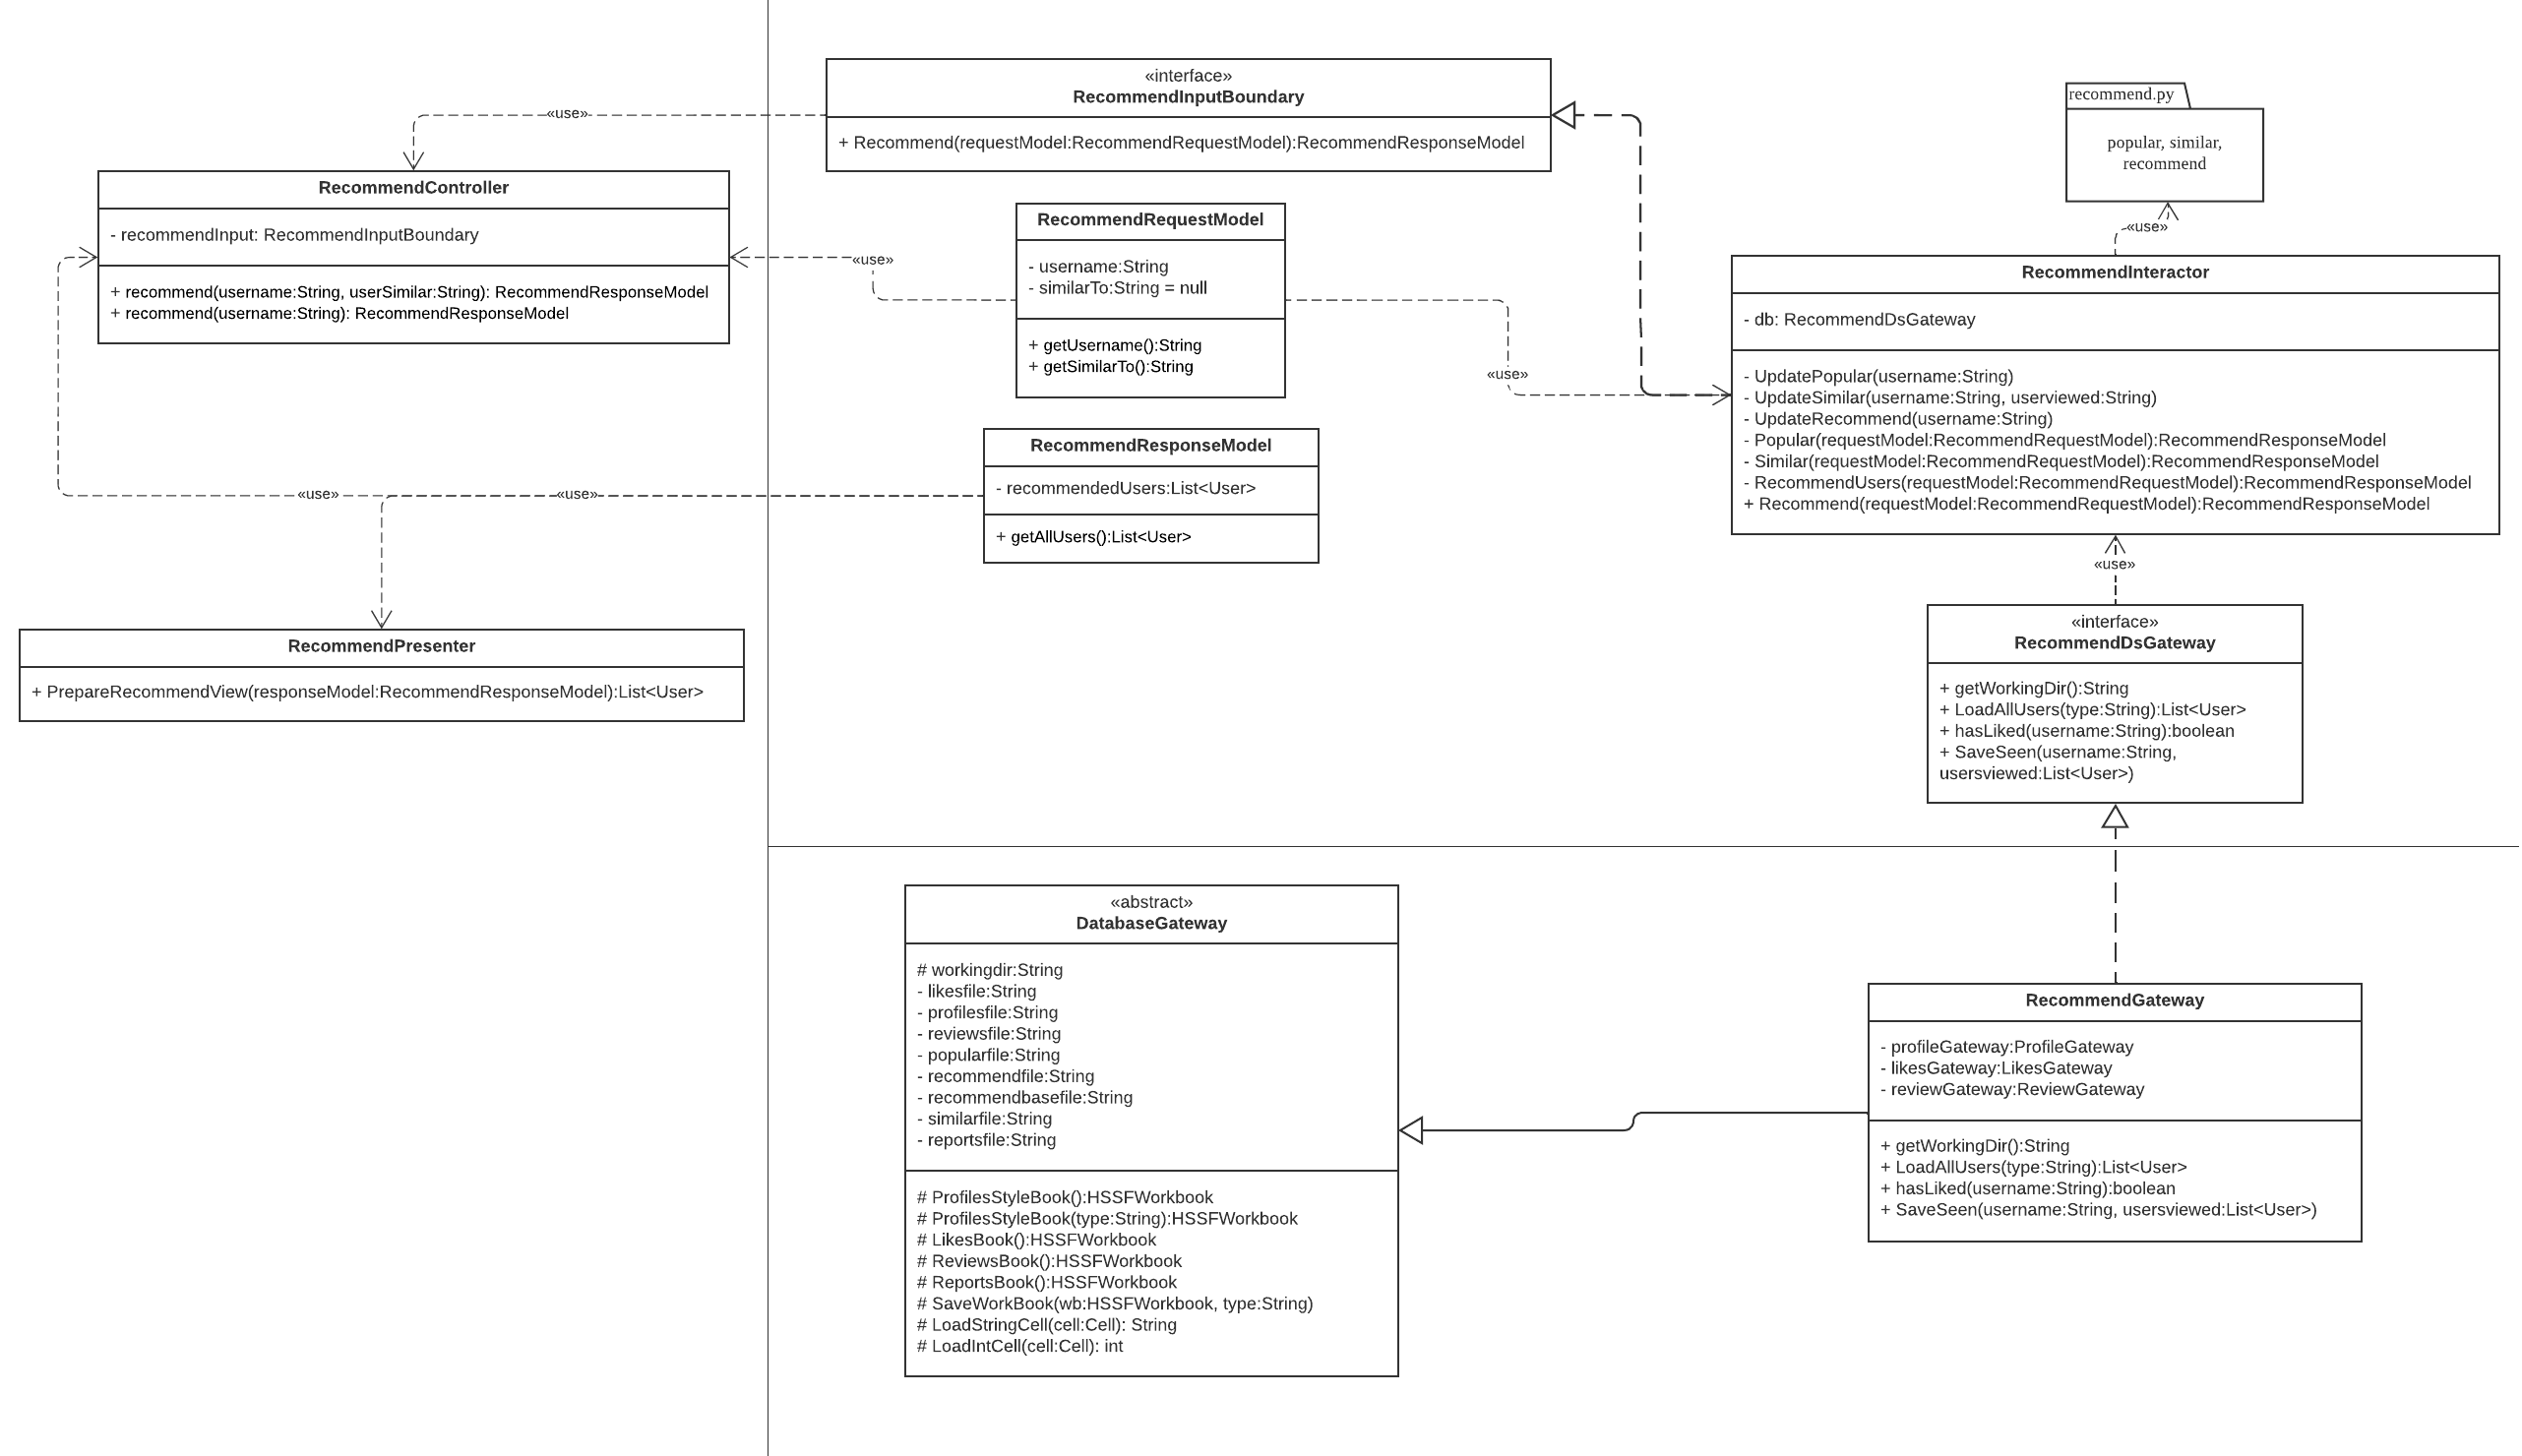 «interface»
RecommendInputBoundary
+ Recommend(requestModel:RecommendRequestModel):RecommendResponseModel
«use»
recommend.py
popular, similar,
recommend
«use»
RecommendController
- recommendInput: RecommendInputBoundary
+ recommend(username:String, userSimilar:String): RecommendResponseModel
+ recommend(username:String): RecommendResponseModel
«use»
RecommendRequestModel
- username:String
- similarTo:String = null
+ getUsername():String
+ getSimilarTo():String
«use»
RecommendInteractor
- db: RecommendDsGateway
- UpdatePopular(username:String)
- UpdateSimilar(username:String, userviewed:String)
- UpdateRecommend(username:String)
- Popular(requestModel:RecommendRequestModel):RecommendResponseModel
- Similar(requestModel:RecommendRequestModel):RecommendResponseModel
- RecommendUsers(requestModel:RecommendRequestModel):RecommendResponseModel
+ Recommend(requestModel:RecommendRequestModel):RecommendResponseModel
RecommendResponseModel
- recommendedUsers:List<User>
+ getAllUsers():List<User>
«use»
«use»
«use»
RecommendPresenter
+ PrepareRecommendView(responseModel:RecommendResponseModel):List<User>
«interface»
RecommendDsGateway
+ getWorkingDir():String
+ LoadAllUsers(type:String):List<User>
+ hasLiked(username:String):boolean
+ SaveSeen(username:String,
usersviewed:List<User>)
«abstract»
DatabaseGateway
# workingdir:String
- likesfile:String
- profilesfile:String
- reviewsfile:String
- popularfile:String
- recommendfile:String
- recommendbasefile:String
- similarfile:String
- reportsfile:String
# ProfilesStyleBook():HSSFWorkbook
# ProfilesStyleBook(type:String):HSSFWorkbook
# LikesBook():HSSFWorkbook
# ReviewsBook():HSSFWorkbook
# ReportsBook():HSSFWorkbook
# SaveWorkBook(wb:HSSFWorkbook, type:String)
# LoadStringCell(cell:Cell): String
# LoadIntCell(cell:Cell): int
RecommendGateway
- profileGateway:ProfileGateway
- likesGateway:LikesGateway
- reviewGateway:ReviewGateway
+ getWorkingDir():String
+ LoadAllUsers(type:String):List<User>
+ hasLiked(username:String):boolean
+ SaveSeen(username:String, usersviewed:List<User>)